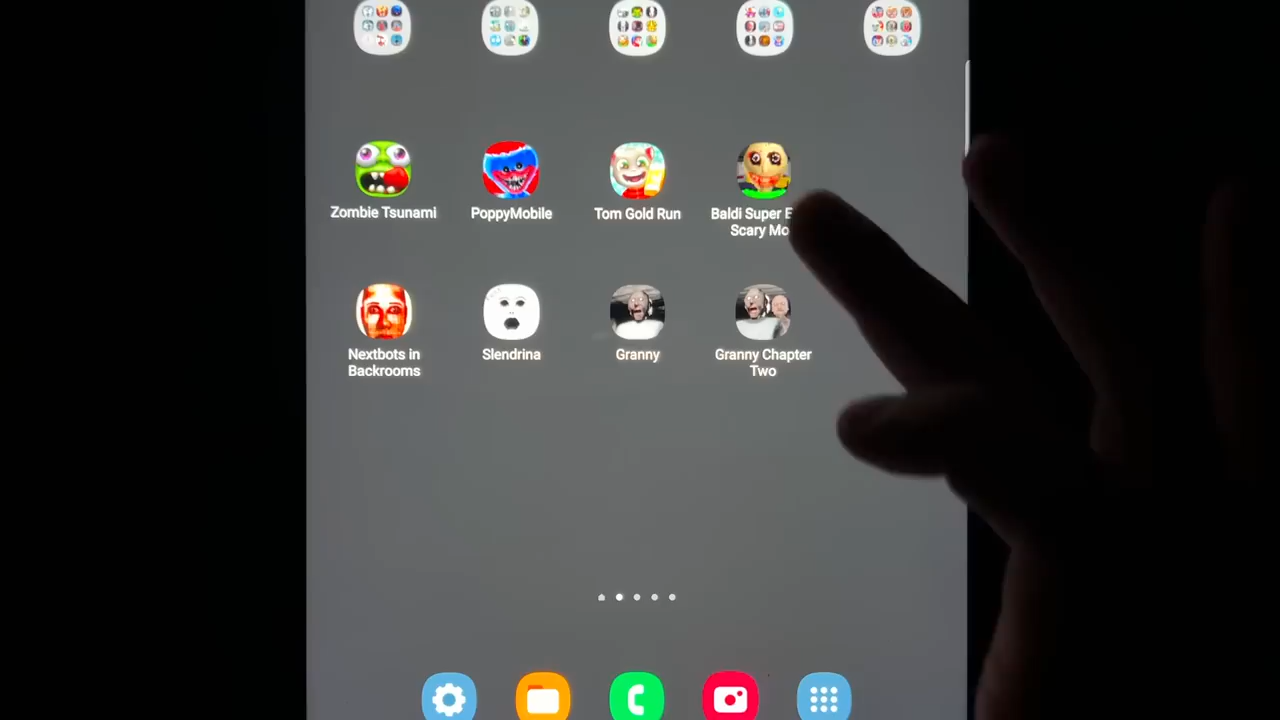 Zombie Tsunami
PoppyMobile
Tom Gold Run
Baldi Super
Scary
Nextbots in
Backrooms
Slendrina
Granny
Granny Chapter
Two